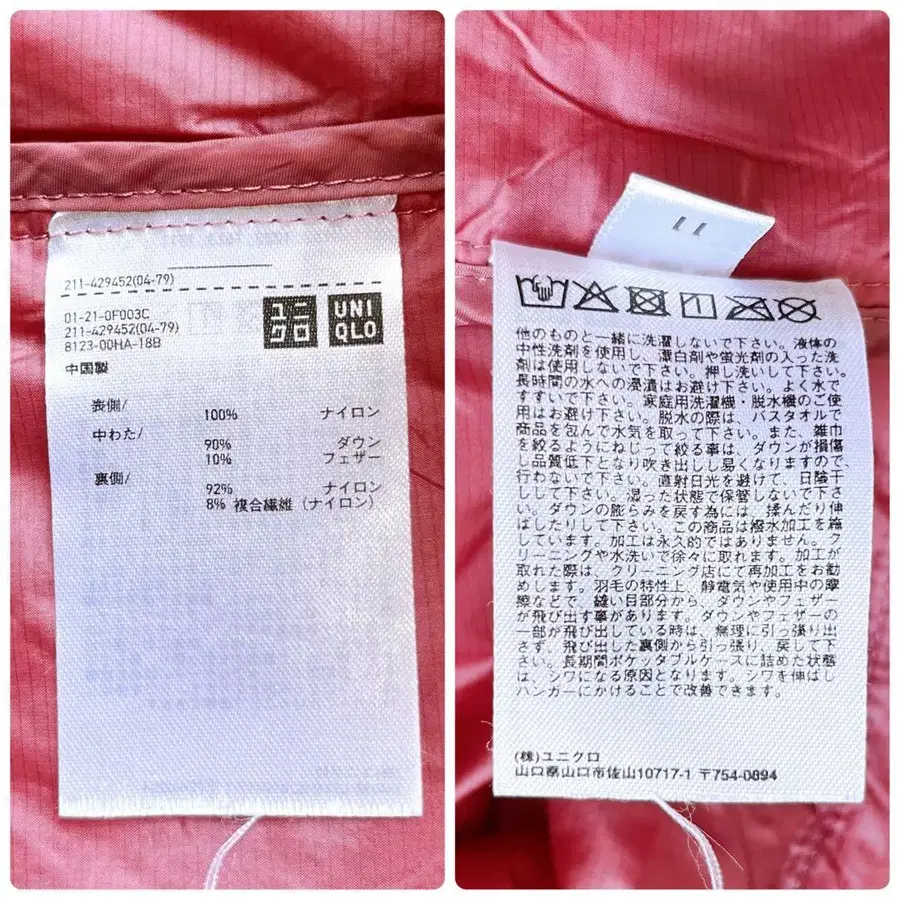 211-429452(04-79)
01-21-0F003C
211-429452(04-79)
8123-00HA-18B
ユニ
クロ
UNI
QLO
中国製
表側/
100% ナイロン
中わた/
90% ダウン
10% フェザー
裏側/
92% ナイロン
8% 複合繊維(ナイロン)
LL
他のものと一緒に洗濯しないで下さい。液体の
中性洗剤を使用し、漂白剤や蛍光剤の入った洗
剤は使用しないで下さい。押し洗いして下さい。
長時間の水への浸漬はお避け下さい。よく水で
すすいで下さい。家庭用洗濯機・脱水機のご使
用はお避け下さい。脱水の際は、バスタオルで
商品を包んで水気を取って下さい。また、雑巾
を絞るようにねじって絞る事は、ダウンが損傷
し品質低下となり吹き出しし易くなりますので、
行わないで下さい。直射日光を避けて、日陰干
しして下さい。湿った状態で保管しないで下さ
い。ダウンの膨らみを戻す為には、揉んだり伸
ばしたりして下さい。この商品は撥水加工を施
しています。加工は永久的ではありません。ク
リーニングや水洗いで徐々に取れます。加工が
取れた際は、クリーニング店にて再加工をお勧
めします。羽毛の特性上、静電気や使用中の摩
擦などで、縫い目部分から、ダウンやフェザー
が飛び出す事があります。ダウンやフェザーの
一部が飛び出している時は、無理に引っ張り出
さず、飛び出した裏側から引っ張り、戻して下
さい。長期間ポケッタブルケースに詰めた状態
は、シワになる原因となります。シワを伸ばし
ハンガーにかけることで改善できます。
(株)ユニクロ
山口県山口市佐山10717-1 〒754-0894